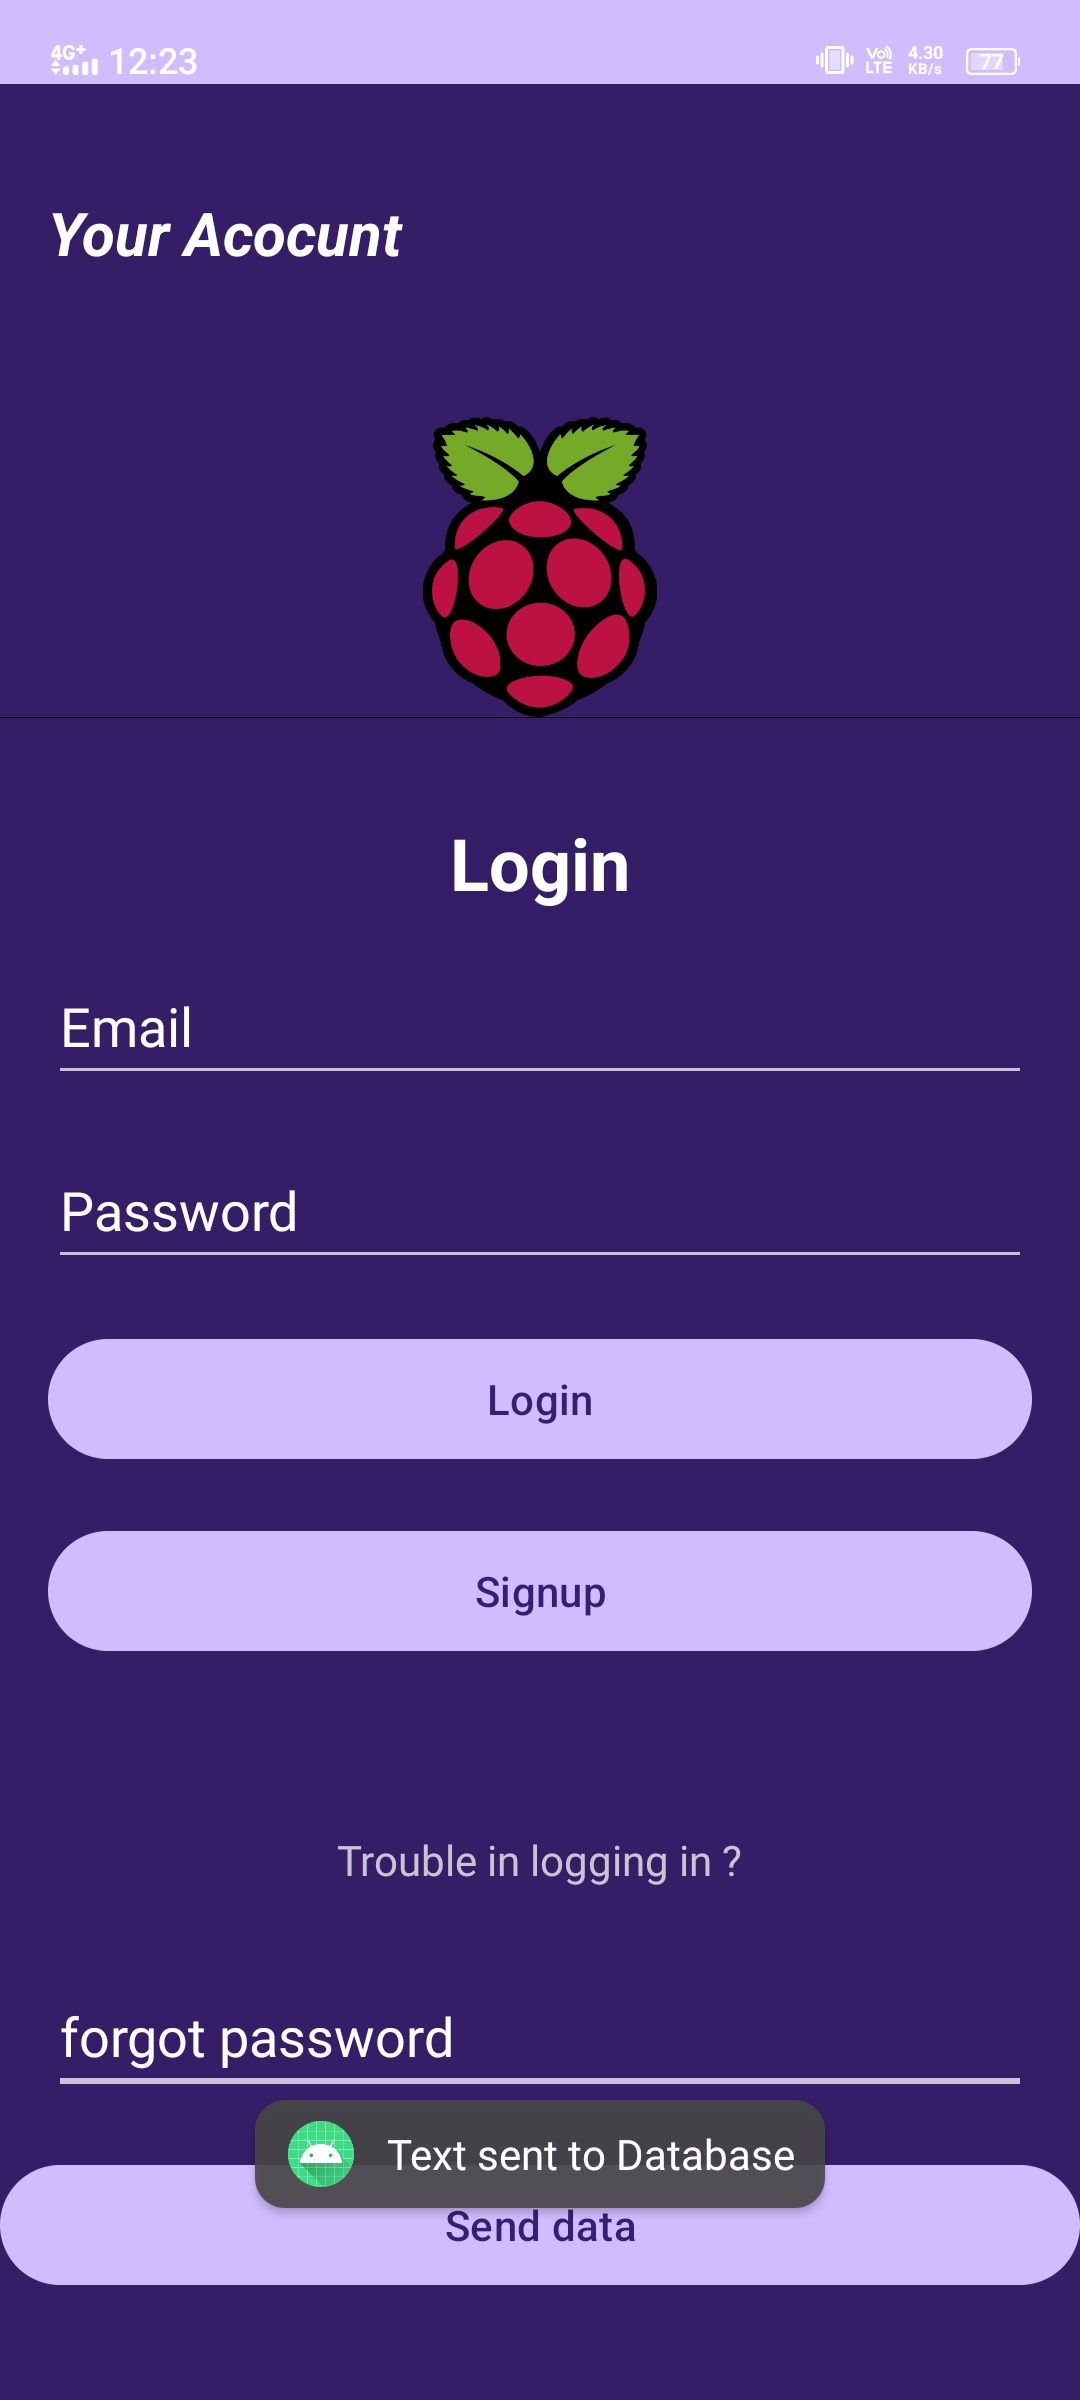 4G+ 12:23 Vo LTE 4.30 KB/s 77
Your Acocunt
Login
Email
Password
Login
Signup
Trouble in logging in ?
forgot password
Text sent to Database
Send data